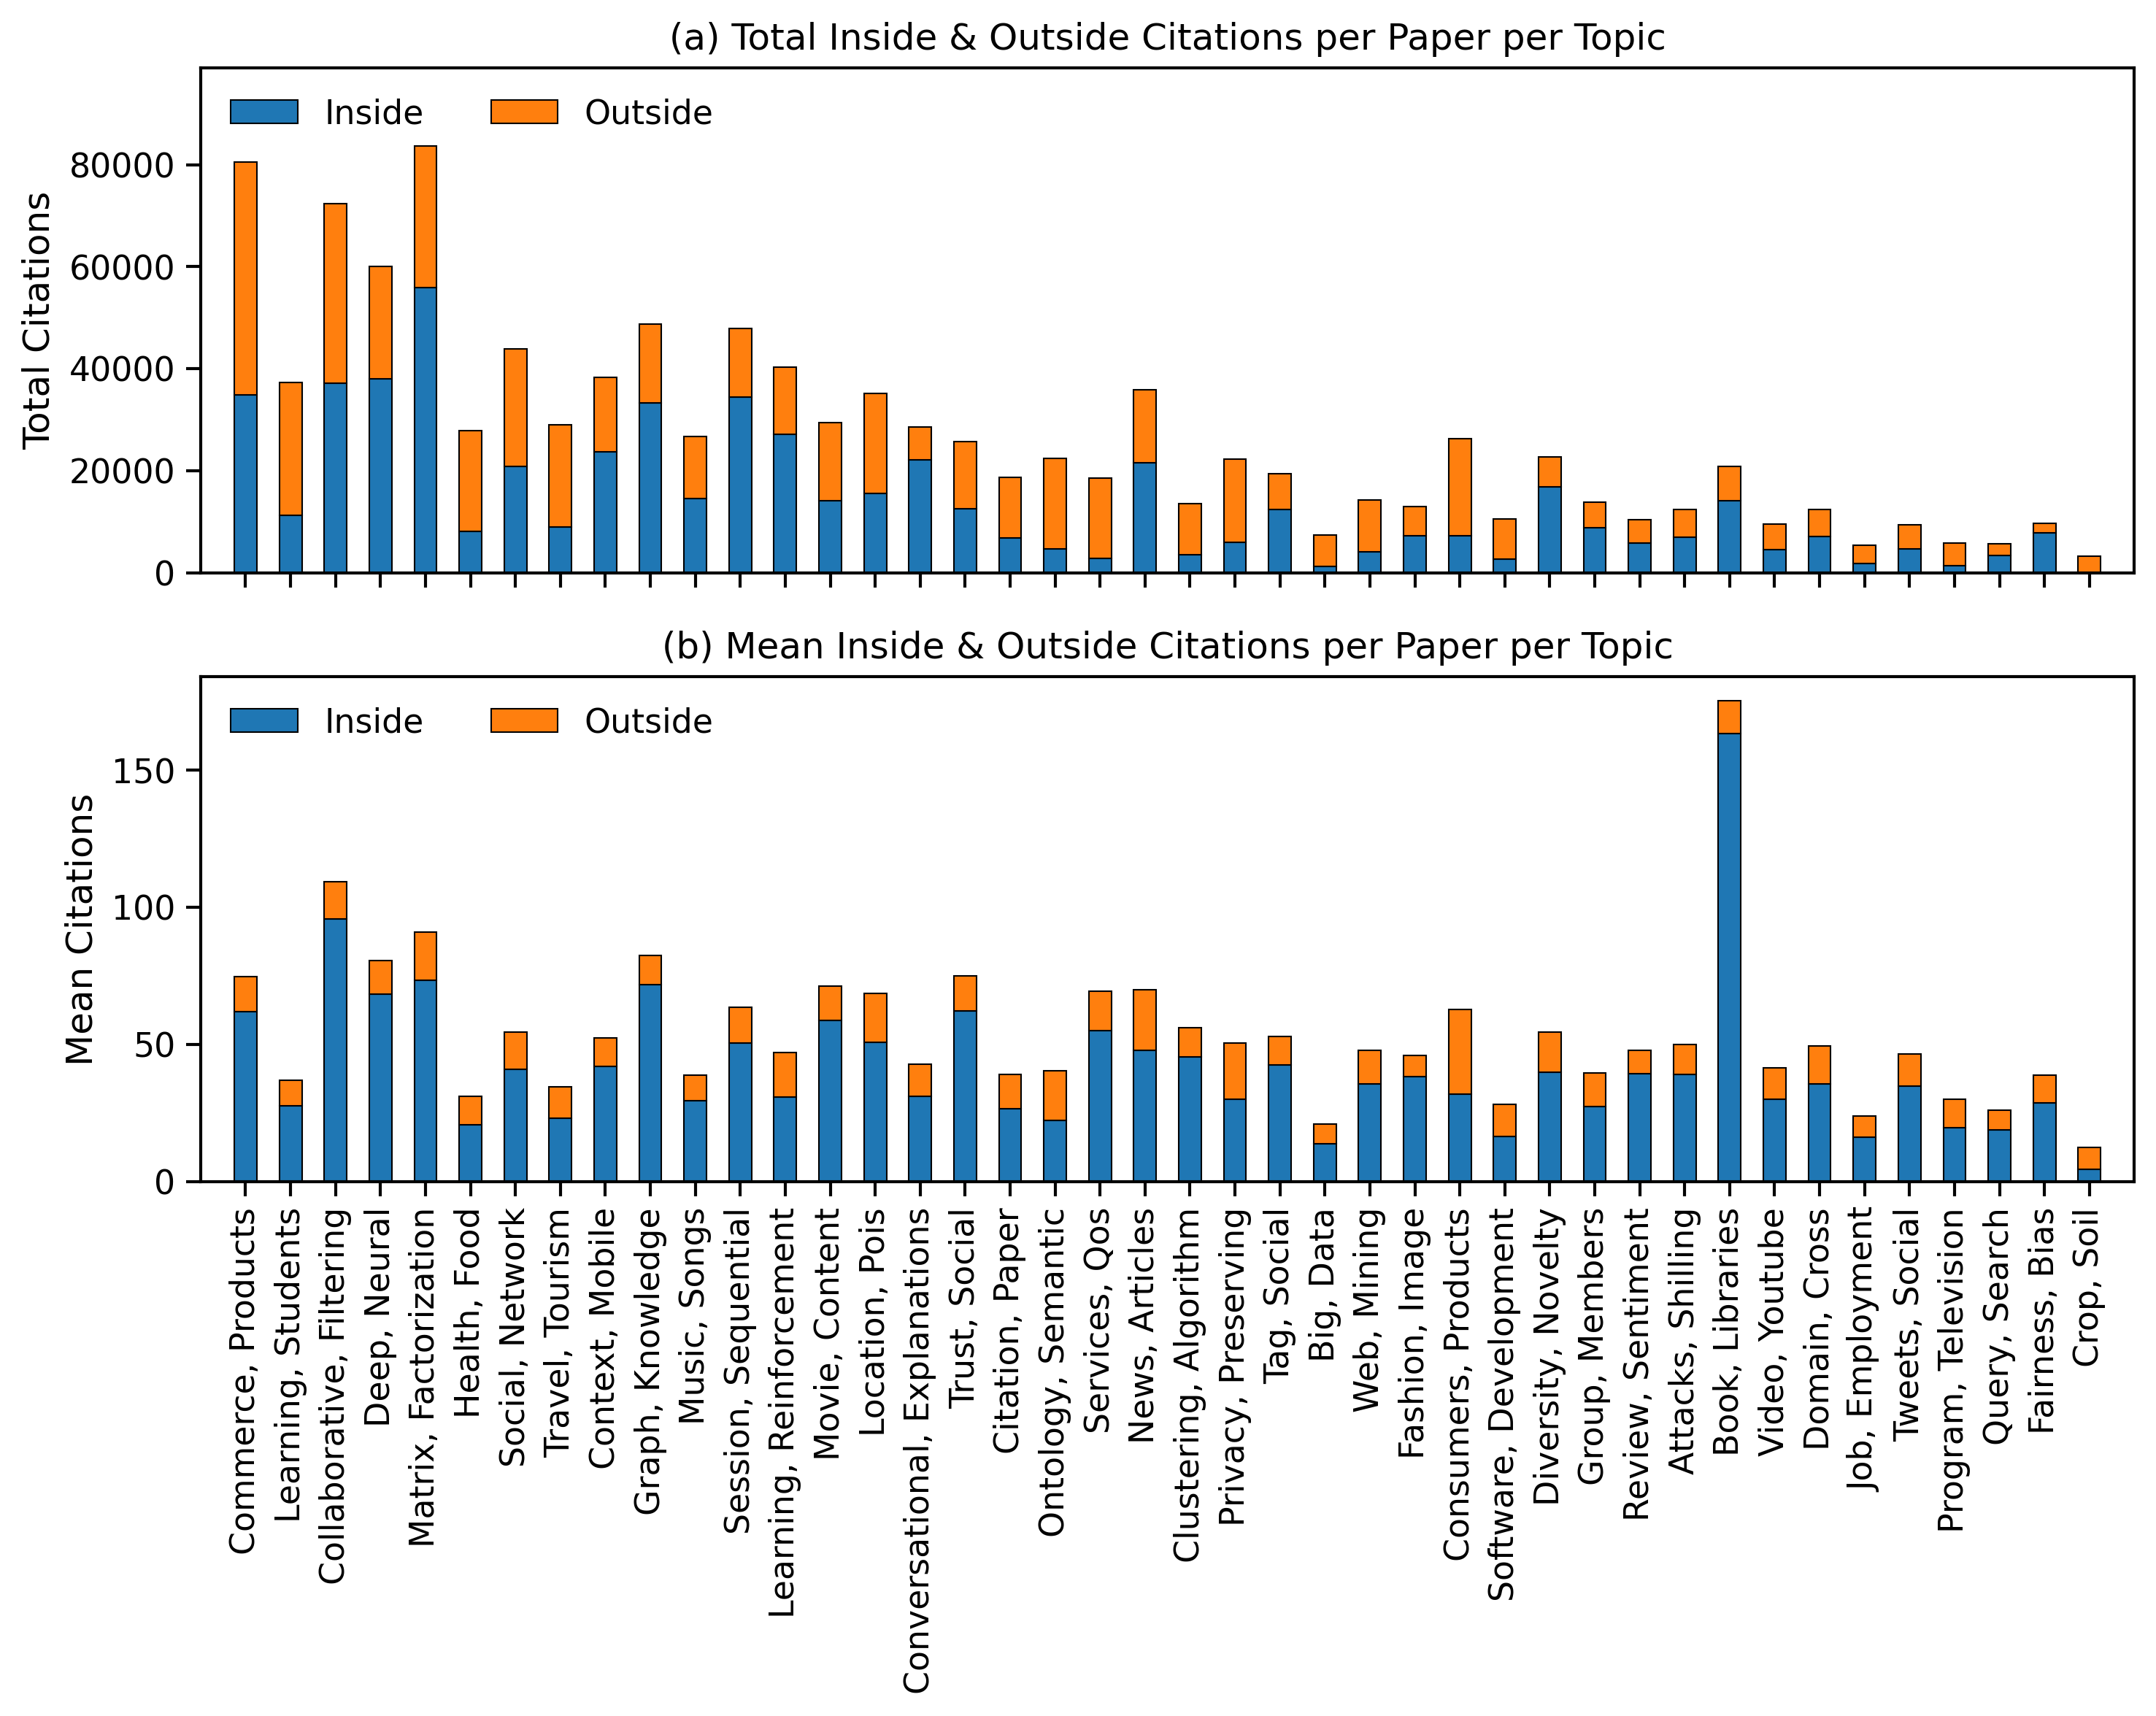 (a) Total Inside & Outside Citations per Paper per Topic
Inside
Outside
Total Citations
80000
60000
40000
20000
0
(b) Mean Inside & Outside Citations per Paper per Topic
Inside
Outside
Mean Citations
150
100
50
0
Commerce, Products
Learning, Students
Collaborative, Filtering
Deep, Neural
Matrix, Factorization
Health, Food
Social, Network
Travel, Tourism
Context, Mobile
Graph, Knowledge
Music, Songs
Session, Sequential
Learning, Reinforcement
Movie, Content
Location, Pois
Conversational, Explanations
Trust, Social
Citation, Paper
Ontology, Semantic
Services, Qos
News, Articles
Clustering, Algorithm
Privacy, Preserving
Tag, Social
Big, Data
Web, Mining
Fashion, Image
Consumers, Products
Software, Development
Diversity, Novelty
Group, Members
Review, Sentiment
Attacks, Shilling
Book, Libraries
Video, Youtube
Domain, Cross
Job, Employment
Tweets, Social
Program, Television
Query, Search
Fairness, Bias
Crop, Soil